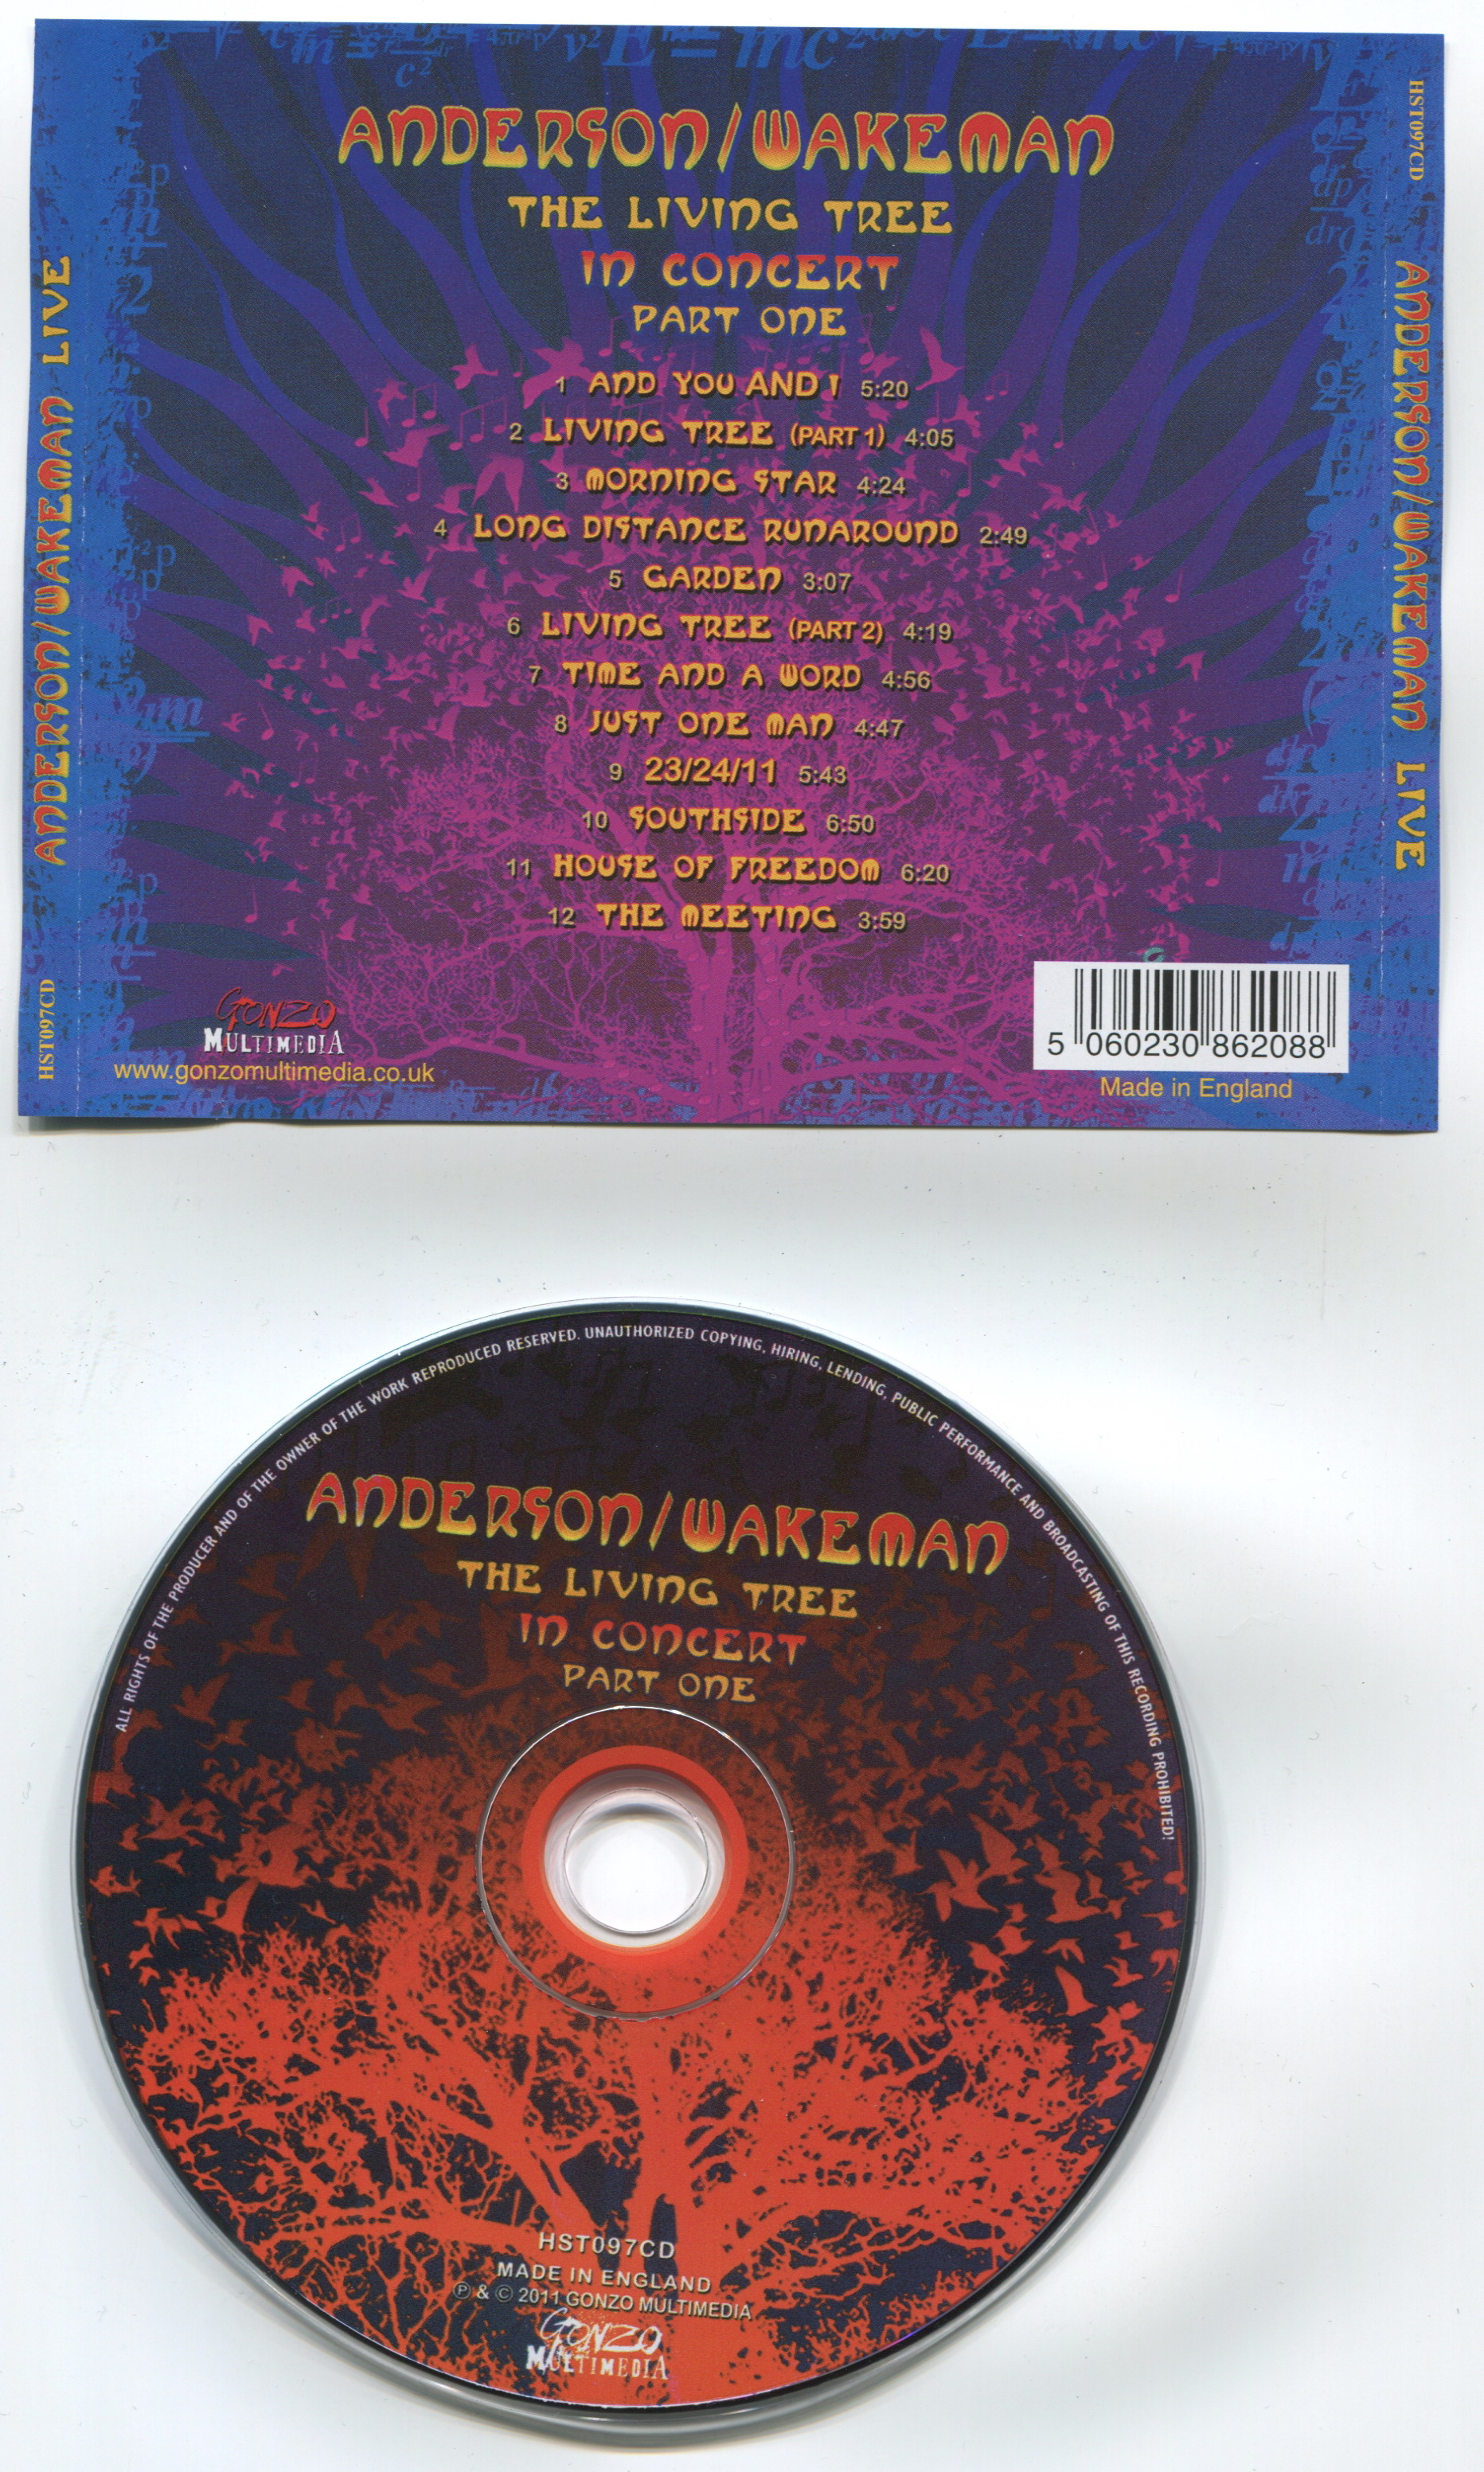 ANDERSON/WAKEMAN
THE LIVING TREE
IN CONCERT
PART ONE
1 AND YOU AND I 5:20
2 LIVING TREE (PART 1) 4:05
3 MORNING STAR 4:24
4 LONG DISTANCE RUNAROUND 2:49
5 GARDEN 3:07
6 LIVING TREE (PART 2) 4:19
7 TIME AND A WORD 4:56
8 JUST ONE MAN 4:47
9 23/24/11 5:43
10 SOUTHSIDE 6:50
11 HOUSE OF FREEDOM 6:20
12 THE MEETING 3:59
GONZO
MULTIMEDIA
www.gonzomultimedia.co.uk
5 060230 862088
Made in England
HST097CD ANDERSON/WAKEMAN LIVE
HST097CD ANDERSON/WAKEMAN LIVE
E=mc²
ALL RIGHTS OF THE PRODUCER AND OF THE OWNER OF THE WORK REPRODUCED RESERVED. UNAUTHORIZED COPYING, HIRING, LENDING, PUBLIC PERFORMANCE AND BROADCASTING OF THIS RECORDING PROHIBITED!
ANDERSON/WAKEMAN
THE LIVING TREE
IN CONCERT
PART ONE
HST097CD
MADE IN ENGLAND
℗ & © 2011 GONZO MULTIMEDIA
GONZO
MULTIMEDIA